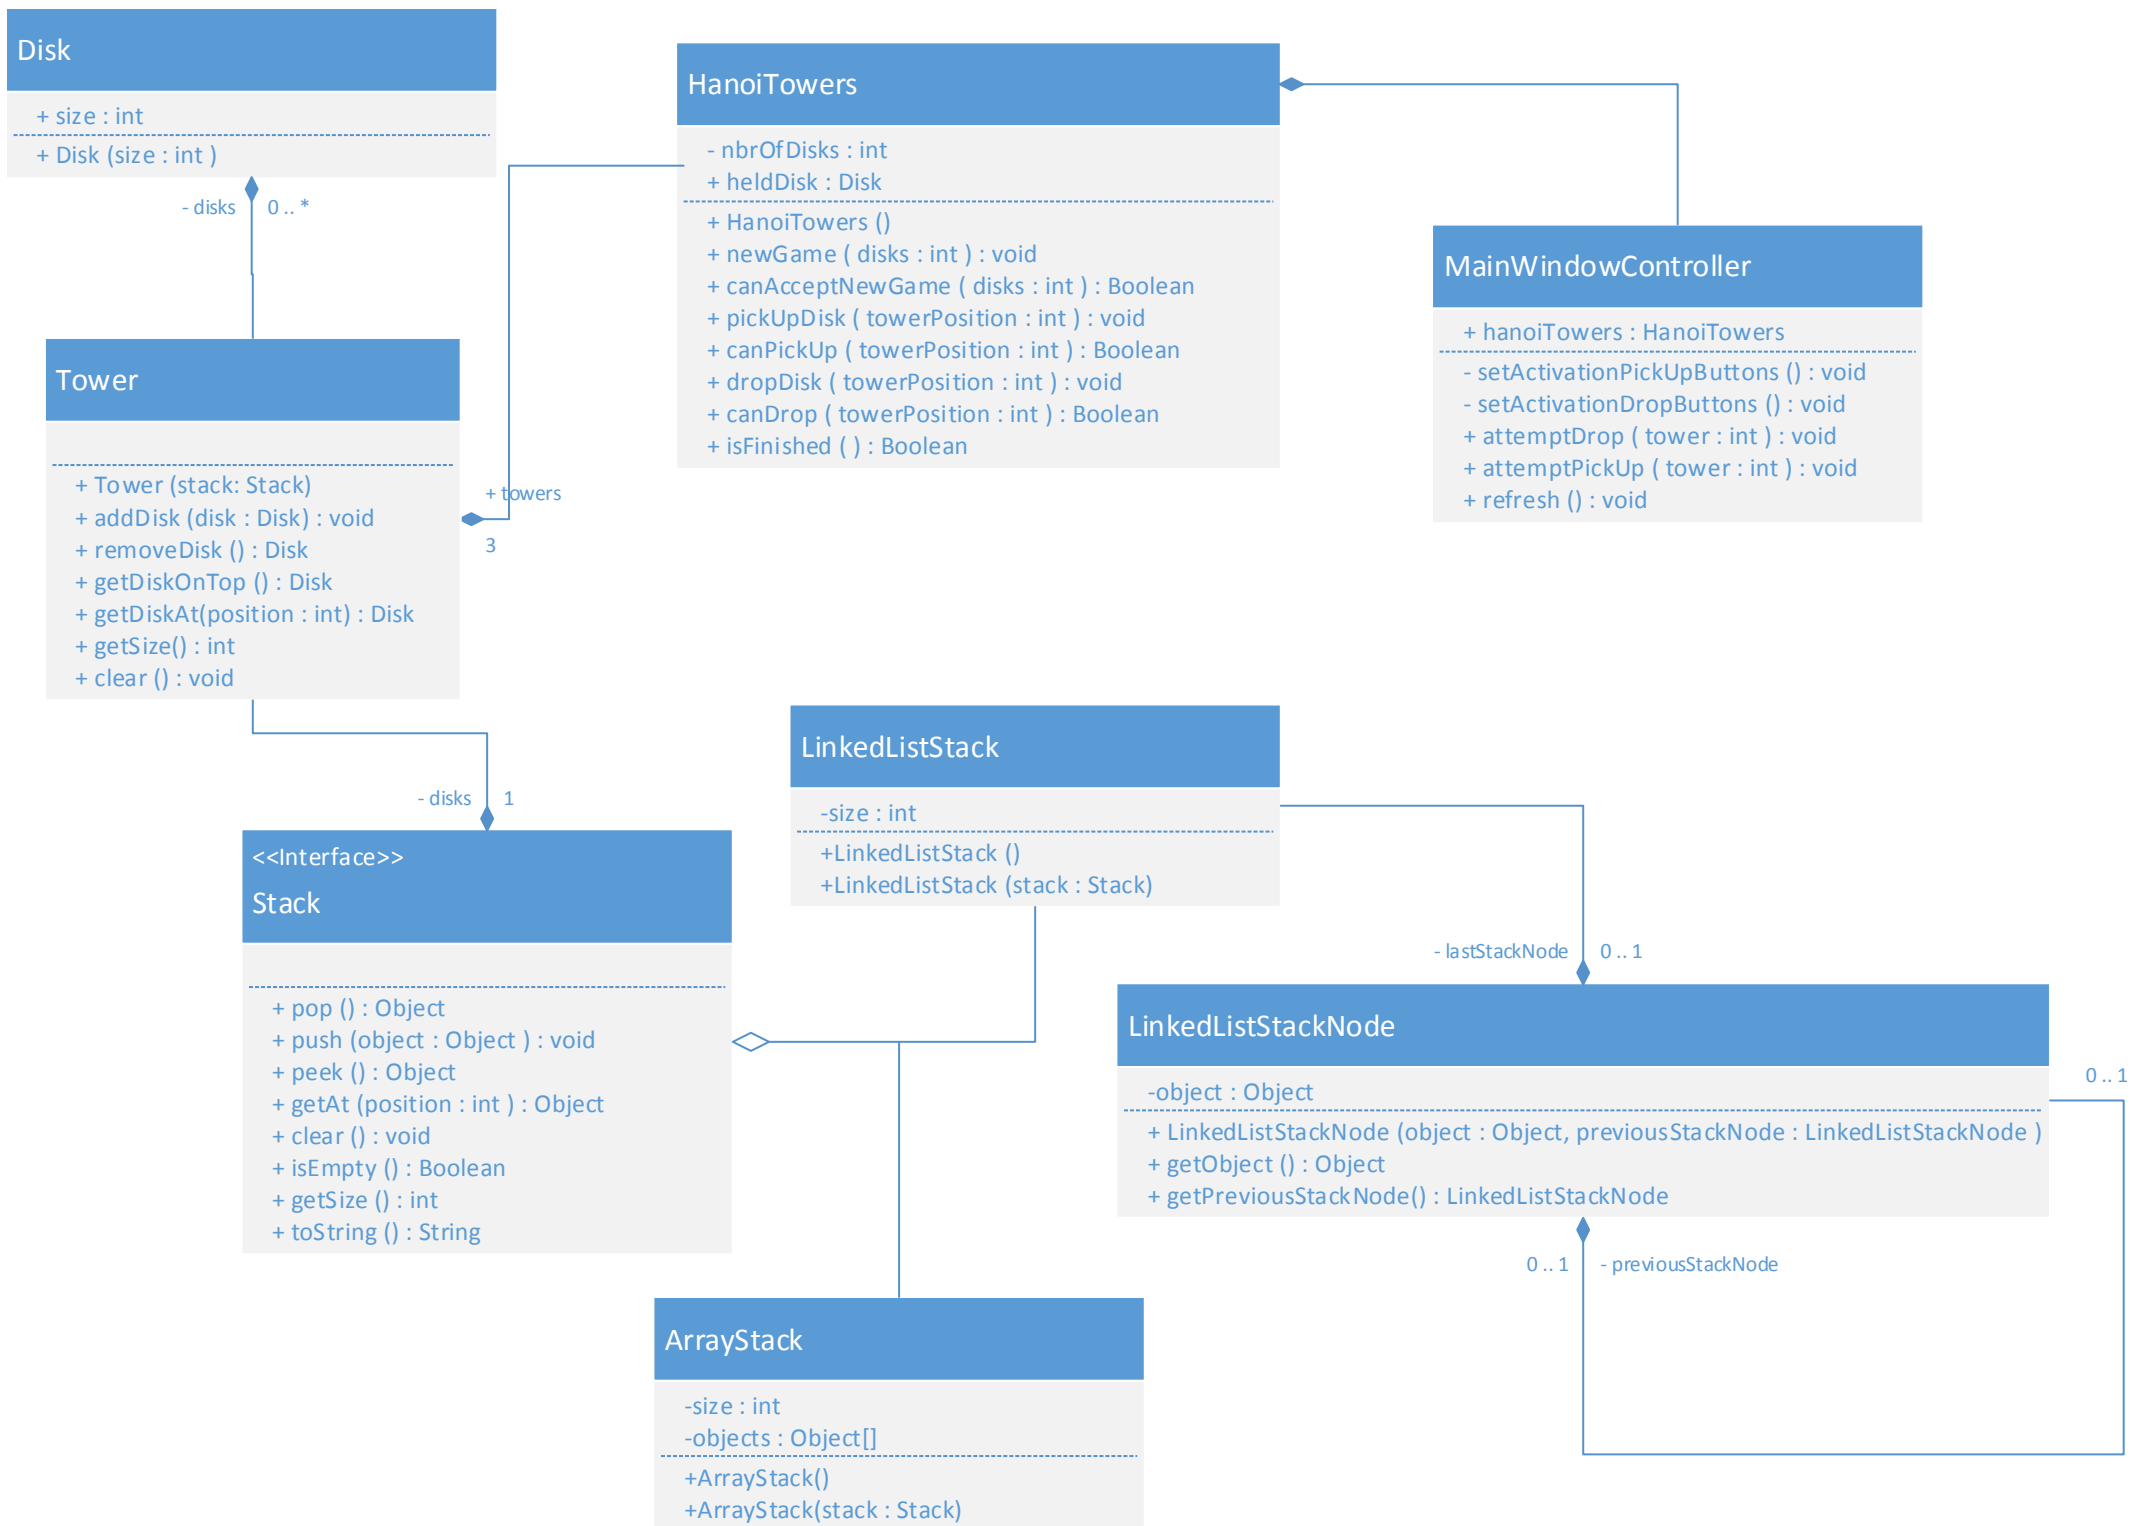 Disk
+ size : int
+ Disk (size : int )
- disks
0 .. *
HanoiTowers
- nbrOfDisks : int
+ heldDisk : Disk
+ HanoiTowers ()
+ newGame ( disks : int ) : void
+ canAcceptNewGame ( disks : int ) : Boolean
+ pickUpDisk ( towerPosition : int ) : void
+ canPickUp ( towerPosition : int ) : Boolean
+ dropDisk ( towerPosition : int ) : void
+ canDrop ( towerPosition : int ) : Boolean
+ isFinished ( ) : Boolean
MainWindowController
+ hanoiTowers : HanoiTowers
- setActivationPickUpButtons () : void
- setActivationDropButtons () : void
+ attemptDrop ( tower : int ) : void
+ attemptPickUp ( tower : int ) : void
+ refresh () : void
Tower
+ Tower (stack: Stack)
+ addDisk (disk : Disk) : void
+ removeDisk () : Disk
+ getDiskOnTop () : Disk
+ getDiskAt(position : int) : Disk
+ getSize() : int
+ clear () : void
+ towers
3
- disks
1
<<Interface>>
Stack
+ pop () : Object
+ push (object : Object ) : void
+ peek () : Object
+ getAt (position : int ) : Object
+ clear () : void
+ isEmpty () : Boolean
+ getSize () : int
+ toString () : String
LinkedListStack
-size : int
+LinkedListStack ()
+LinkedListStack (stack : Stack)
- lastStackNode
0 .. 1
LinkedListStackNode
-object : Object
+ LinkedListStackNode (object : Object, previousStackNode : LinkedListStackNode )
+ getObject () : Object
+ getPreviousStackNode() : LinkedListStackNode
0 .. 1
0 .. 1
- previousStackNode
ArrayStack
-size : int
-objects : Object[]
+ArrayStack()
+ArrayStack(stack : Stack)